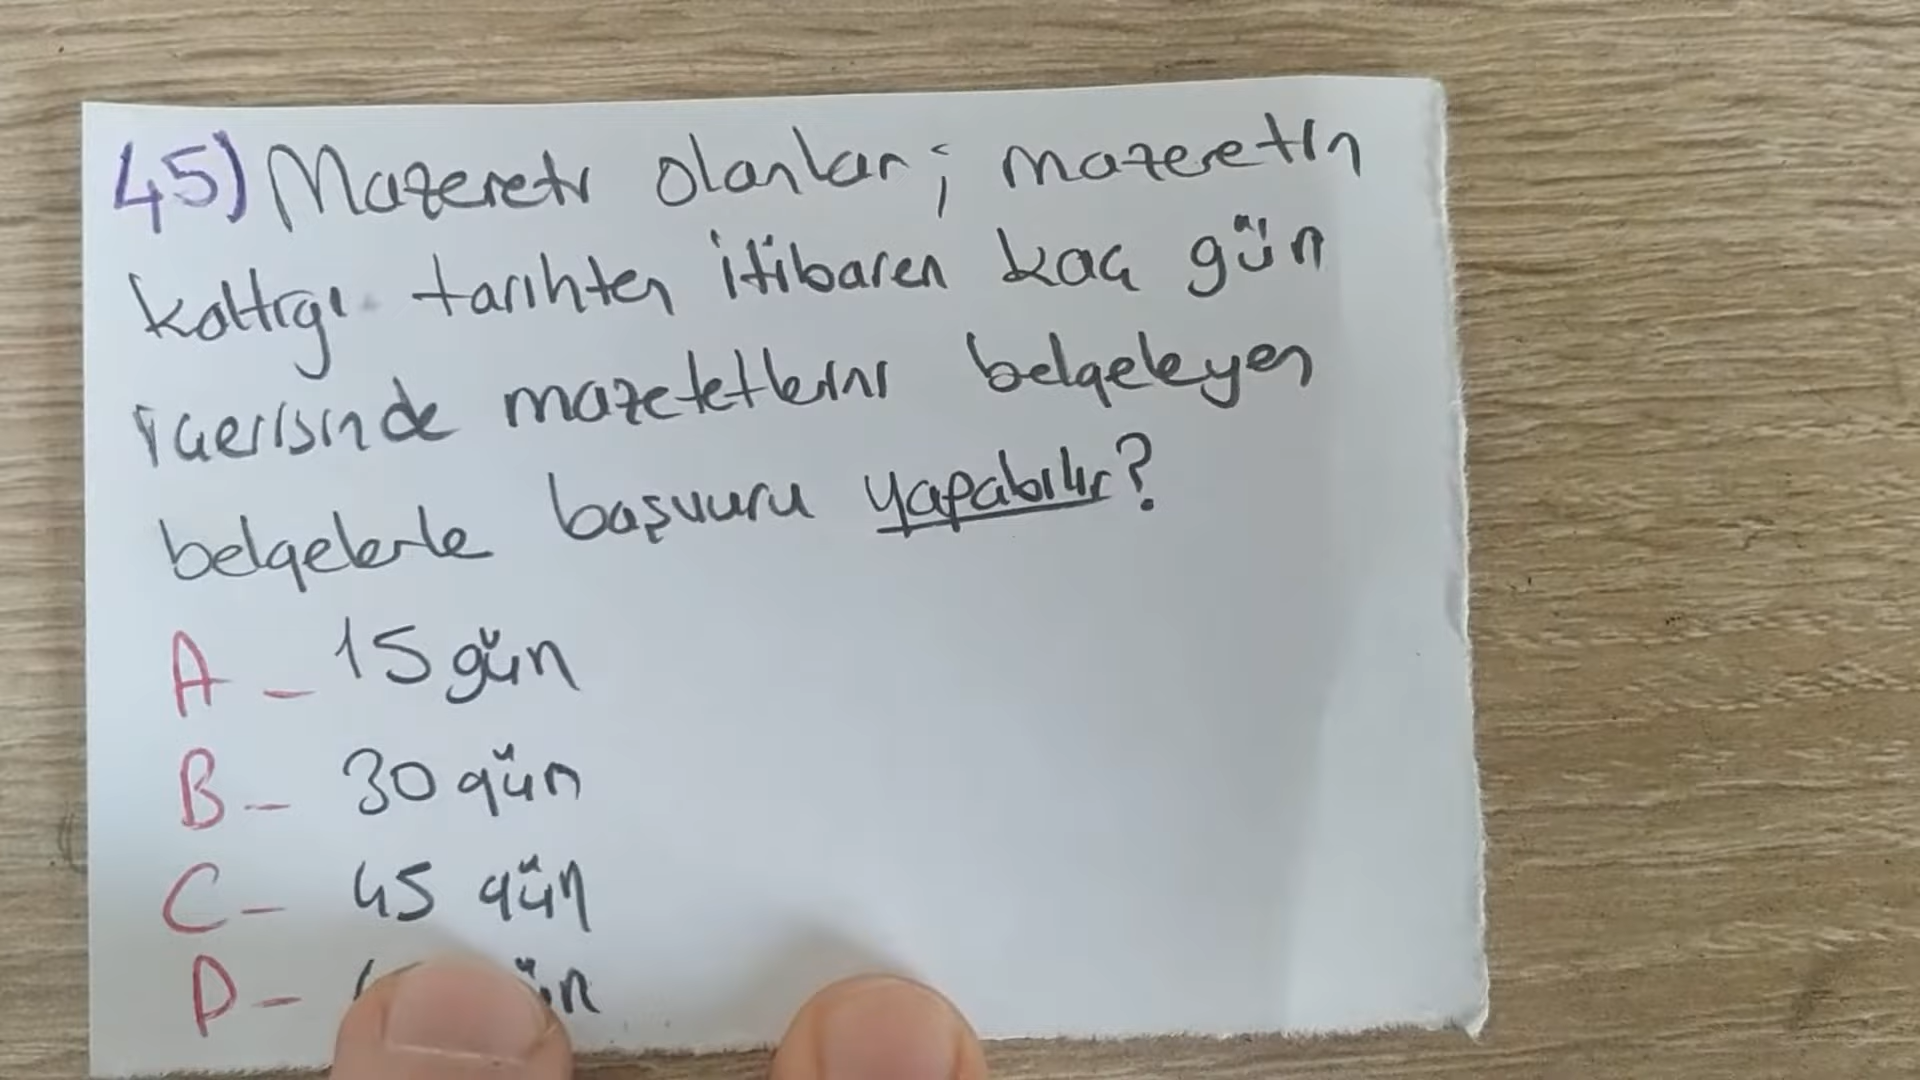 45) Mazereti olanlar; mazeretin
kalktığı tarihten itibaren kaç gün
içerisinde mazeretlerini belgeleyen
belgelerle başvuru yapabilir?
A - 15 gün
B - 30 gün
C - 45 gün
D - gün